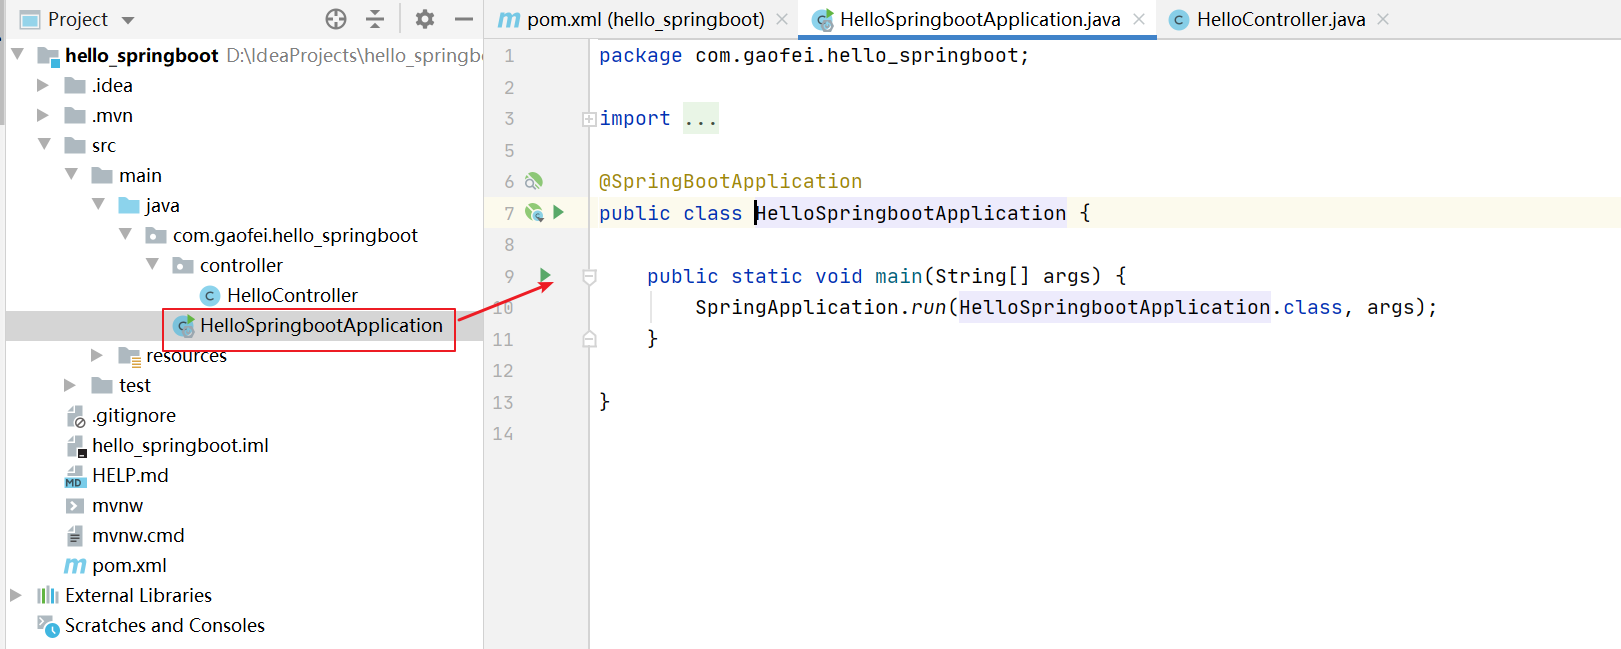 Project
hello_springboot D:\IdeaProjects\hello_springb
.idea
.mvn
src
main
java
com.gaofei.hello_springboot
controller
HelloController
HelloSpringbootApplication
resources
test
.gitignore
hello_springboot.iml
HELP.md
mvnw
mvnw.cmd
pom.xml
External Libraries
Scratches and Consoles
pom.xml (hello_springboot) HelloSpringbootApplication.java HelloController.java
1 package com.gaofei.hello_springboot;
2
3 import ...
5
6 @SpringBootApplication
7 public class HelloSpringbootApplication {
8
9 public static void main(String[] args) {
10 SpringApplication.run(HelloSpringbootApplication.class, args);
11 }
12
13 }
14